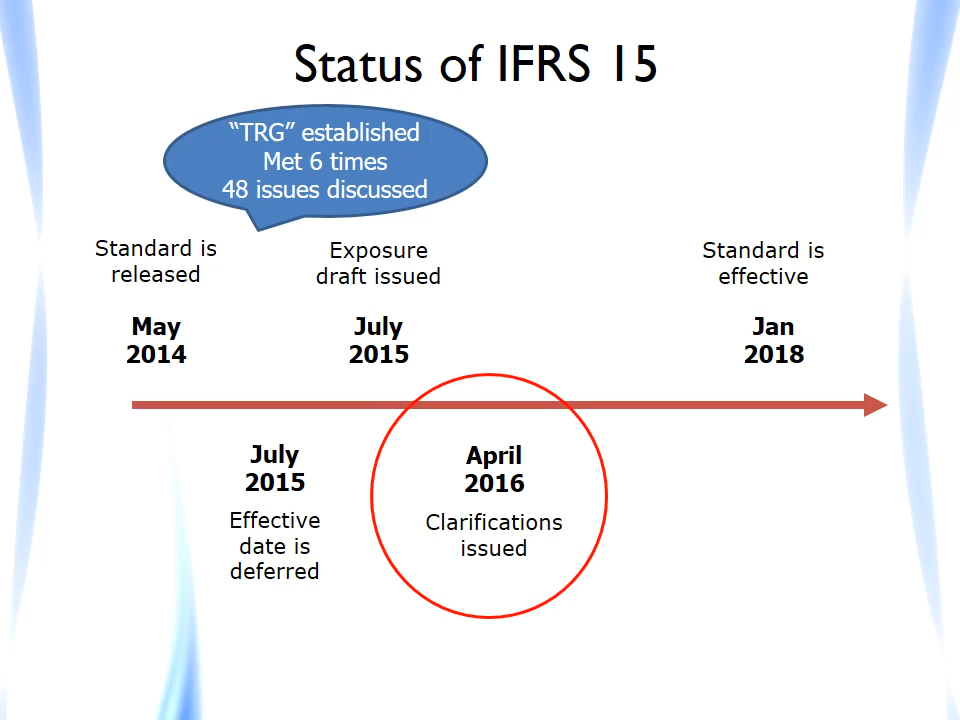 Status of IFRS 15
“TRG” established
Met 6 times
48 issues discussed
Standard is
released
May
2014
Exposure
draft issued
July
2015
Standard is
effective
Jan
2018
July
2015
Effective
date is
deferred
April
2016
Clarifications
issued